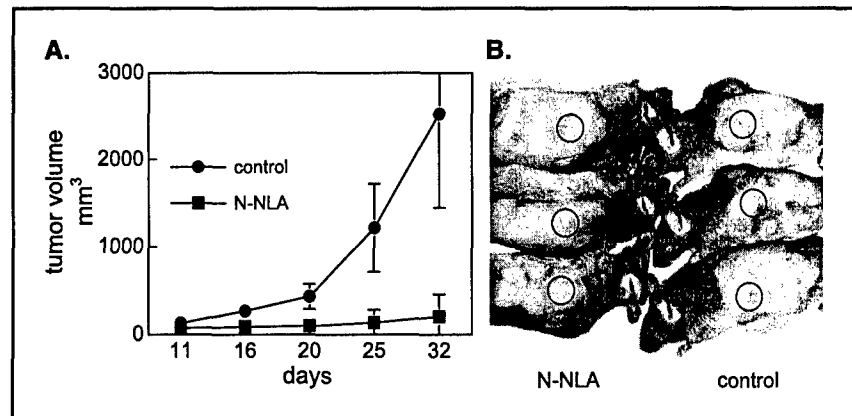 A.
B.
3000
2000
1000
0
tumor volume
mm³
control
N-NLA
11 16 20 25 32
days
N-NLA control